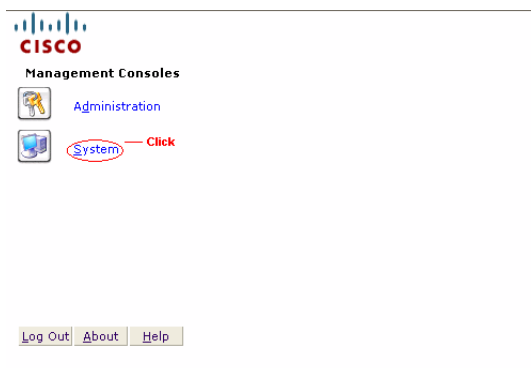 CISCO
Management Consoles
Administration
System
Click
Log Out About Help